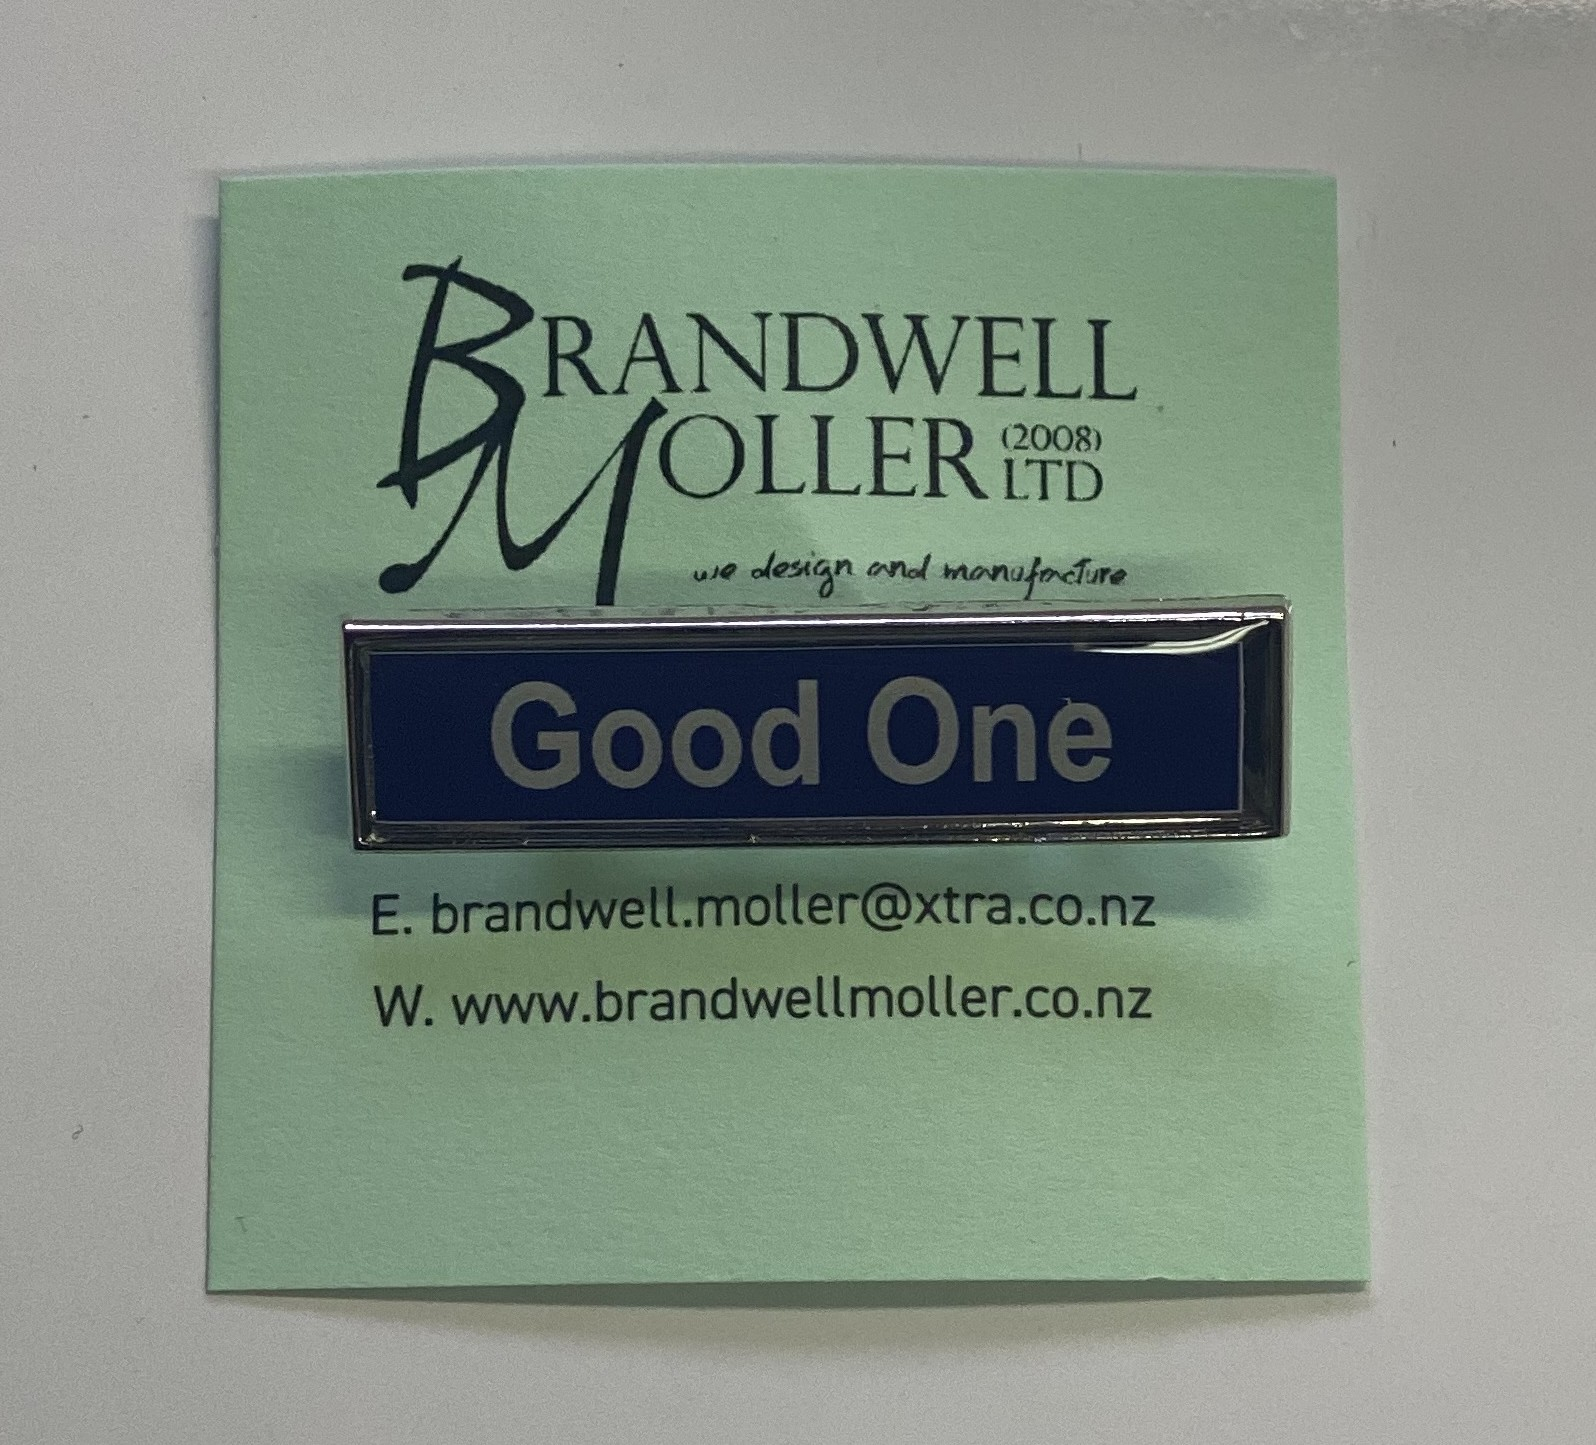 BRANDWELL
MOLLER (2008) LTD
we design and manufacture
Good One
E. brandwell.moller@xtra.co.nz
W. www.brandwellmoller.co.nz